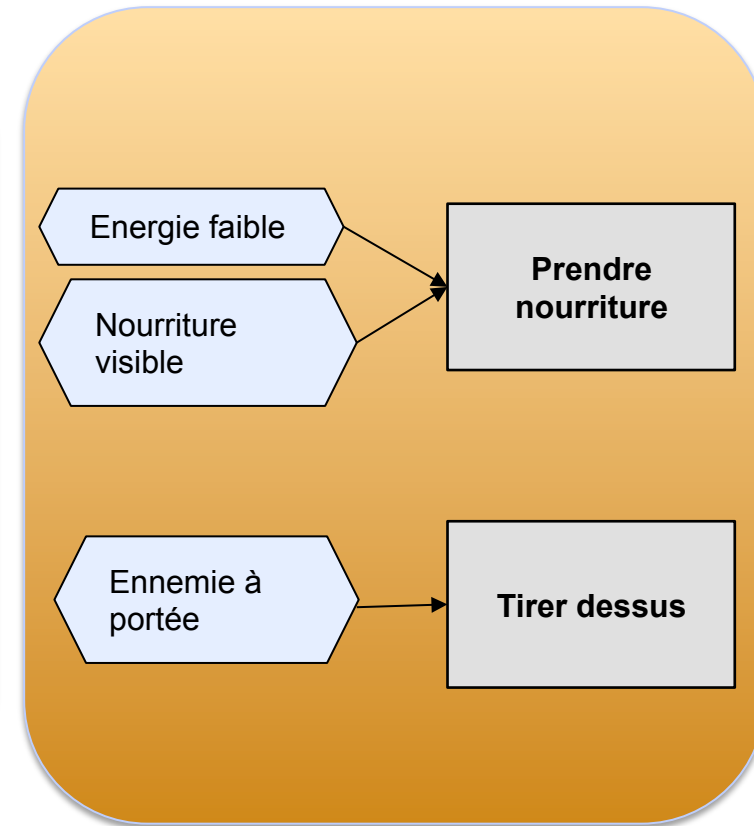 Energie faible
Nourriture
visible
Prendre
nourriture
Ennemie à
portée
Tirer dessus